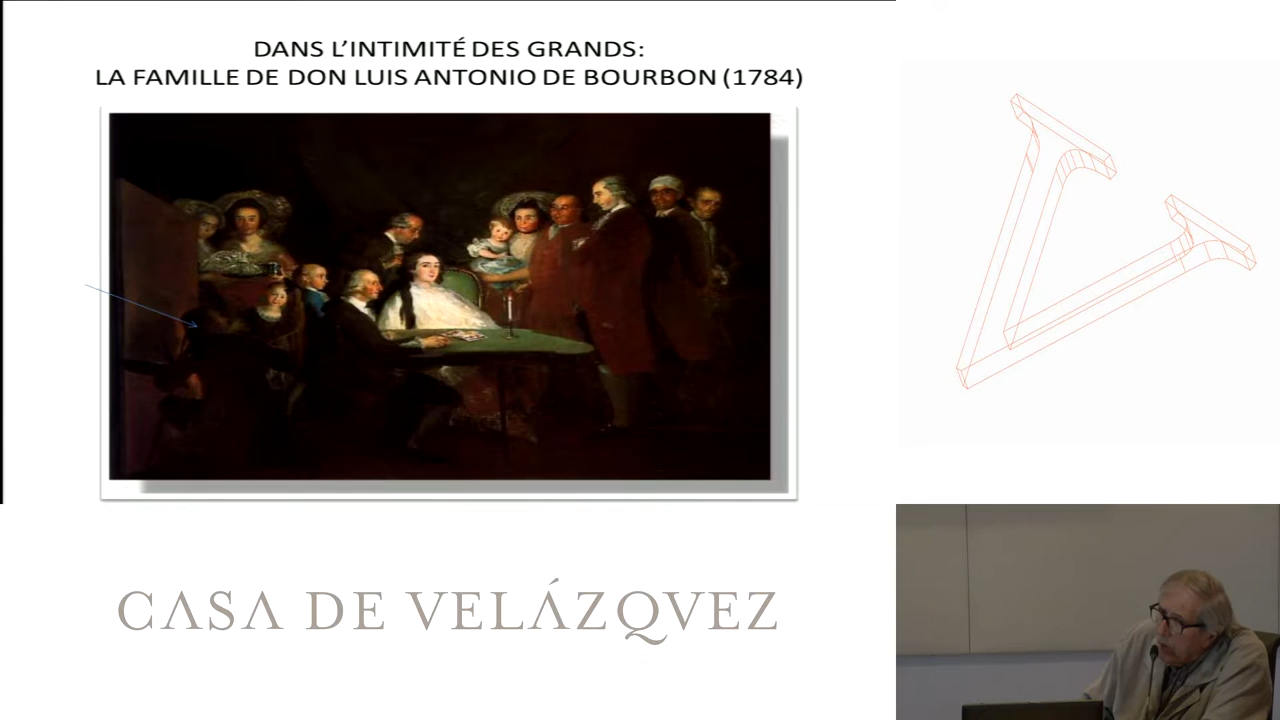 DANS L'INTIMITÉ DES GRANDS:
LA FAMILLE DE DON LUIS ANTONIO DE BOURBON (1784)
CASA DE VELÁZQVEZ